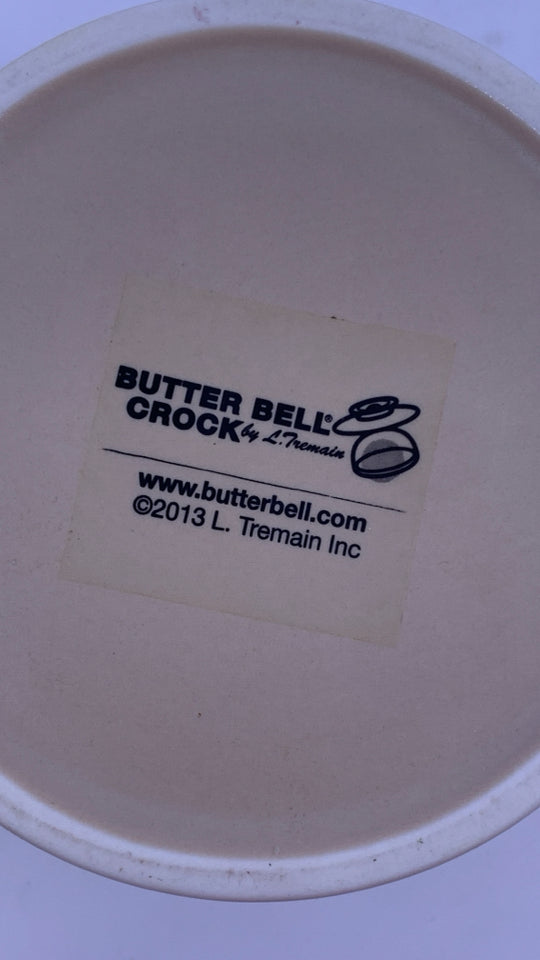 BUTTER BELL®
CROCK by L. Tremain
www.butterbell.com
©2013 L. Tremain Inc